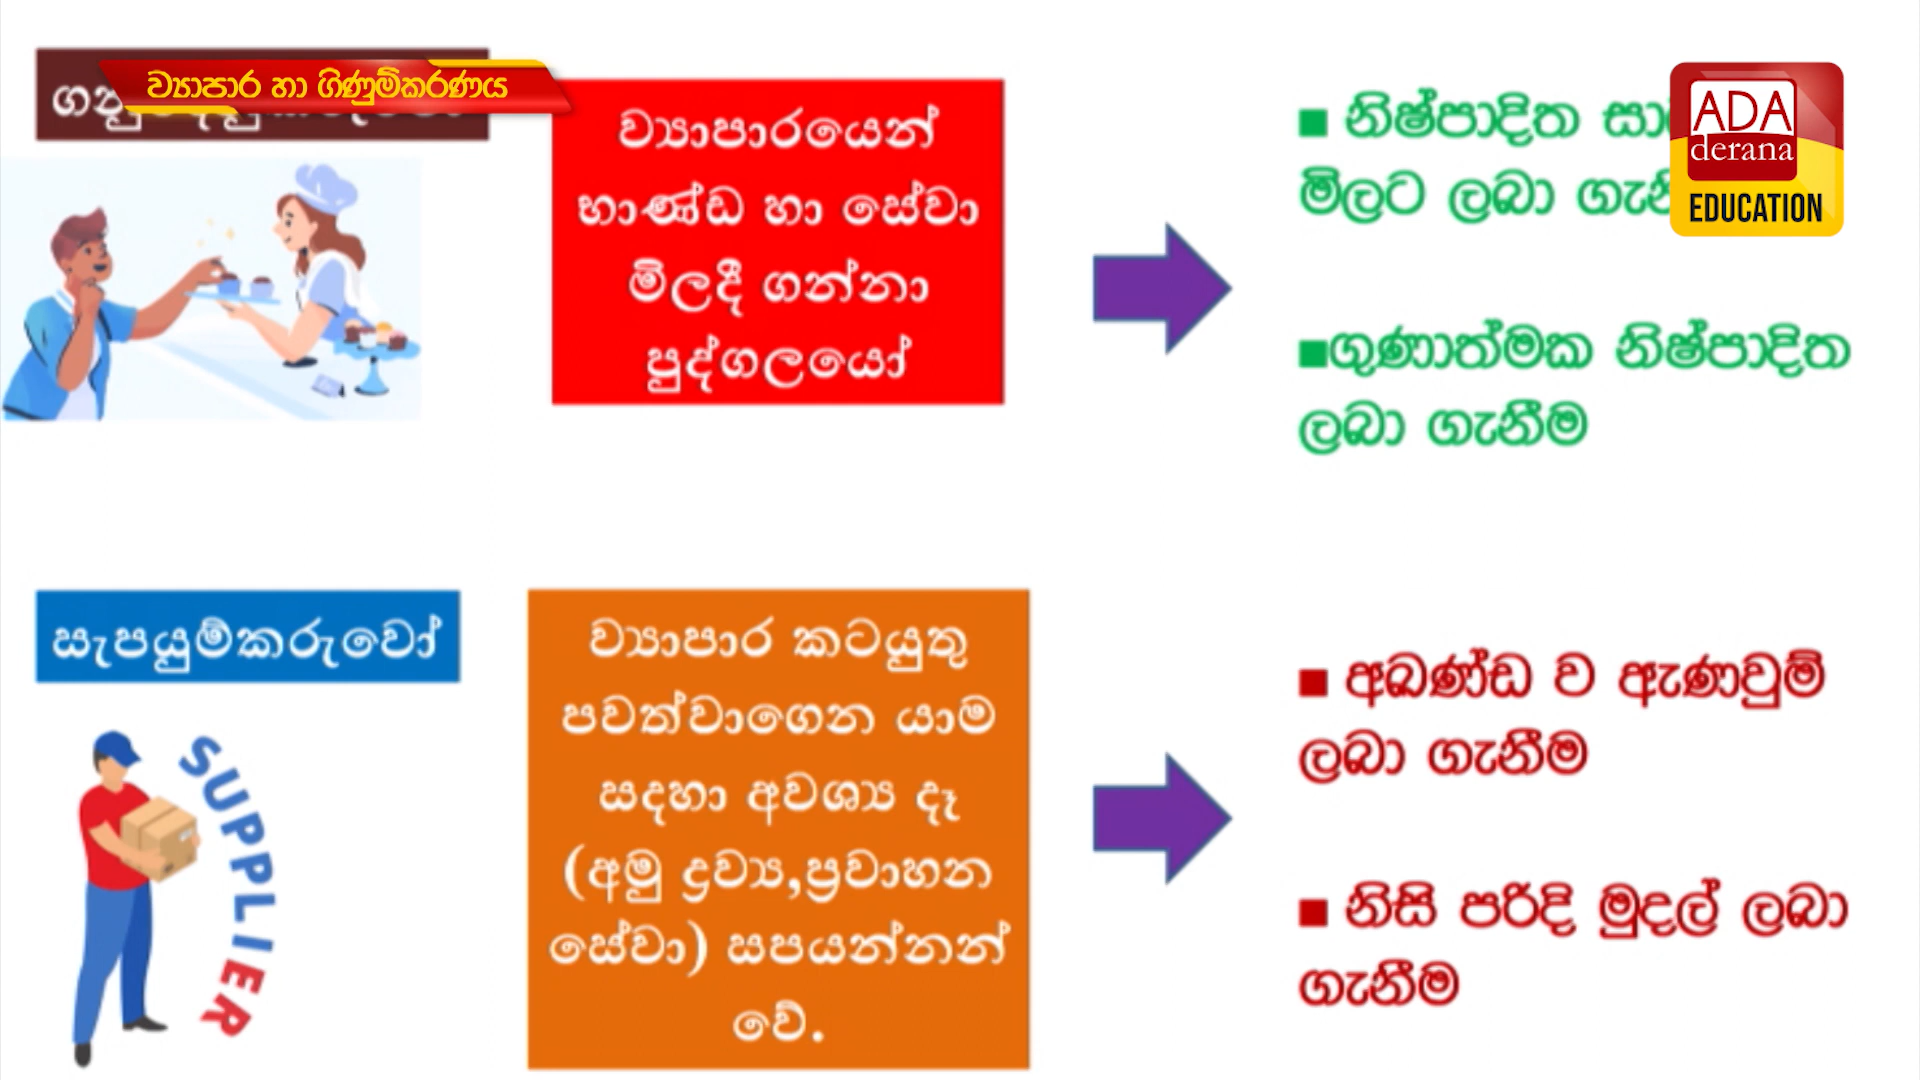 ව්‍යාපාර හා ගිණුම්කරණය
ව්‍යාපාරයෙන්
භාණ්ඩ හා සේවා
මිලදී ගන්නා
පුද්ගලයෝ
■ නිෂ්පාදිත
මිලට ලබා
■ගුණාත්මක නිෂ්පාදිත
ලබා ගැනීම
ADA
derana
EDUCATION
සැපයුම්කරුවෝ
SUPPLIER
ව්‍යාපාර කටයුතු
පවත්වාගෙන යාම
සදහා අවශ්‍ය දෑ
(අමු ද්‍රව්‍ය,ප්‍රවාහන
සේවා) සපයන්නන්
වේ.
■ අඛණ්ඩ ව ඇණවුම්
ලබා ගැනීම
■ නිසි පරිදි මුදල් ලබා
ගැනීම